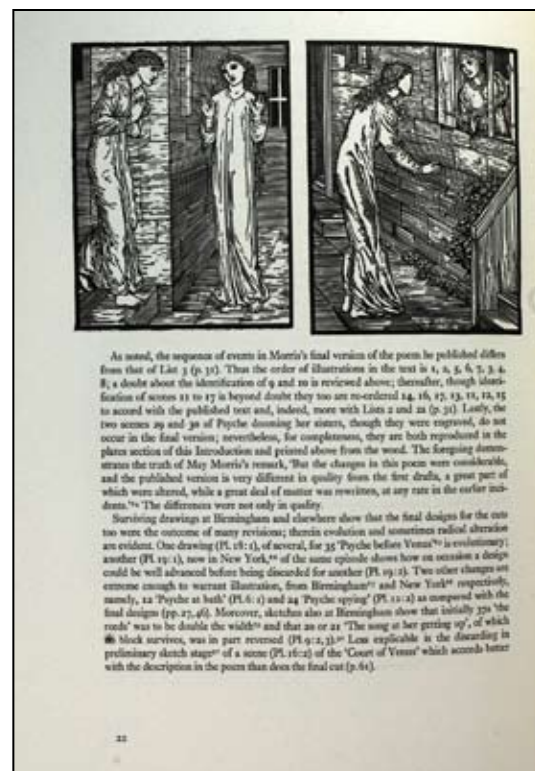 As noted, the sequence of events in Morris's final version of the poem he published differs
from that of List 3 (p. 31). Thus the order of illustrations in the text is 1, 2, 5, 6, 7, 3, 4,
8; a doubt about the identification of 9 and 10 is reviewed above; thereafter, though identi-
fication of scenes 11 to 17 is beyond doubt they too are re-ordered 14, 16, 17, 13, 11, 12, 15
to accord with the published text and, indeed, more with Lists 2 and 2a (p. 31). Lastly, the
two scenes 29 and 30 of Psyche dooming her sisters, though they were engraved, do not
occur in the final version; nevertheless, for completeness, they are both reproduced in the
plates section of this Introduction and printed above from the wood. The foregoing demon-
strates the truth of May Morris's remark, 'But the changes in this poem were considerable,
and the published version is very different in quality from the first drafts, a great part of
which were altered, while a great deal of matter was rewritten, at any rate in the earlier inci-
dents.' The differences were not only in quality.
Surviving drawings at Birmingham and elsewhere show that the final designs for the cuts
too were the outcome of many revisions; therein evolution and sometimes radical alteration
are evident. One drawing (Pl. 18:1), of several, for 35 'Psyche before Venus' is evolutionary;
another (Pl. 19:1), now in New York, of the same episode shows how on occasion a design
could be well advanced before being discarded for another (Pl. 19:2). Two other changes are
extreme enough to warrant illustration, from Birmingham and New York respectively,
namely, 12 'Psyche at bath' (Pl. 6:1) and 24 'Psyche spying' (Pl. 12:2) as compared with the
final designs (pp. 27, 46). Moreover, sketches also at Birmingham show that initially 37a 'the
reeds' was to be double the width and that 20 or 21 'The song at her getting up', of which
block survives, was in part reversed (Pl. 9:2, 3). Less explicable is the discarding in
preliminary sketch stage of a scene (Pl. 16:2) of the 'Court of Venus' which accords better
with the description in the poem than does the final cut (p. 61).
22